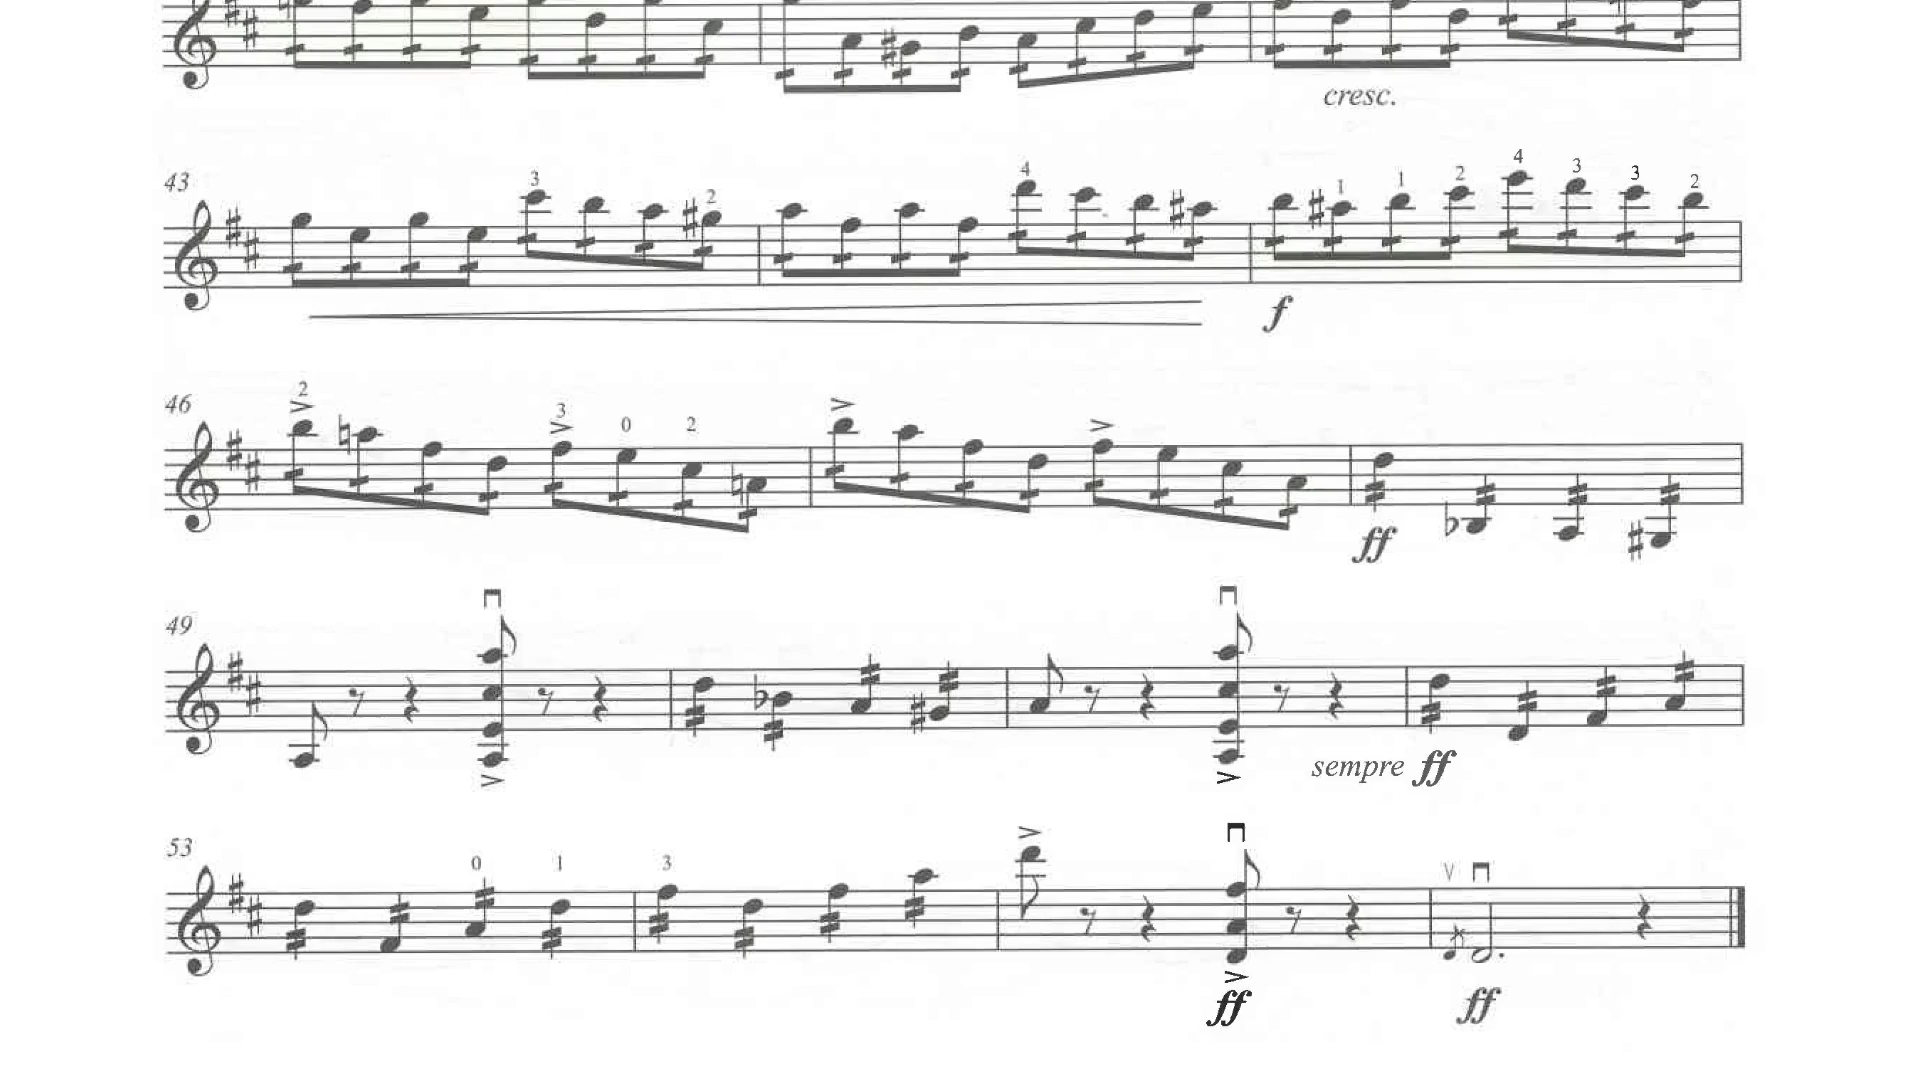 cresc.
43
3 2 4 1 1 2 4 3 3 2
f
46
2 3 0 2
ff
49
sempre ff
53
0 1 3
ff ff